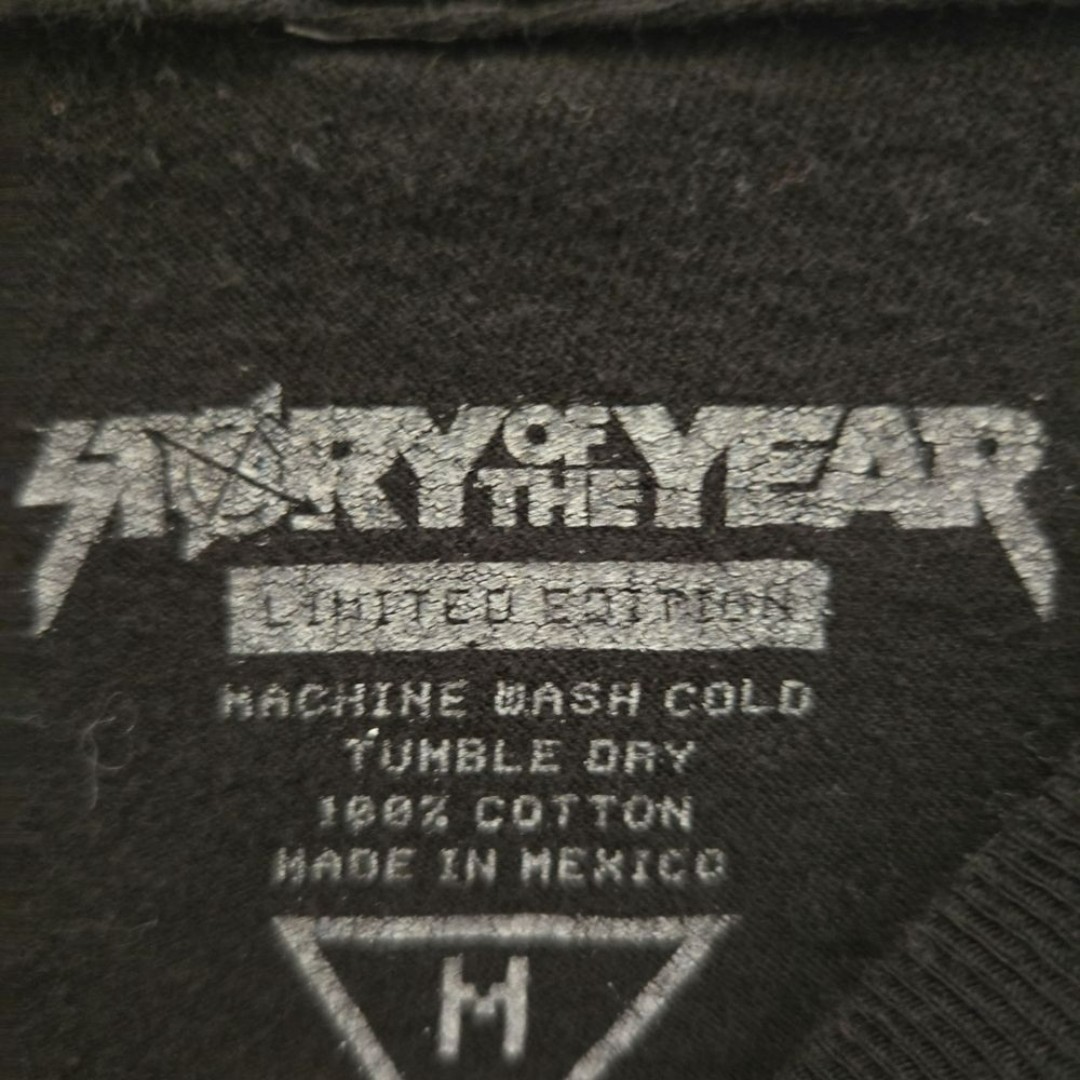 STORY OF THE YEAR
LIMITED EDITION
MACHINE WASH COLD
TUMBLE DRY
100% COTTON
MADE IN MEXICO
M